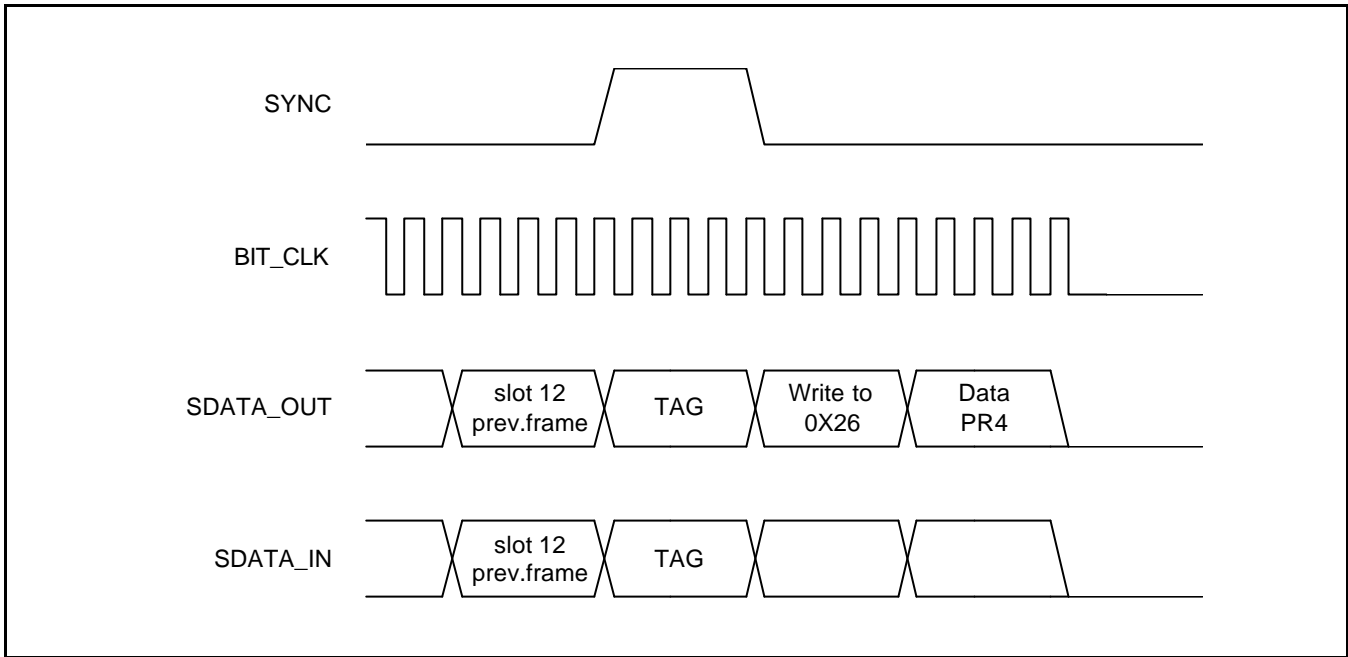 SYNC
BIT_CLK
SDATA_OUT
slot 12
prev.frame
TAG
Write to
0X26
Data
PR4
SDATA_IN
slot 12
prev.frame
TAG